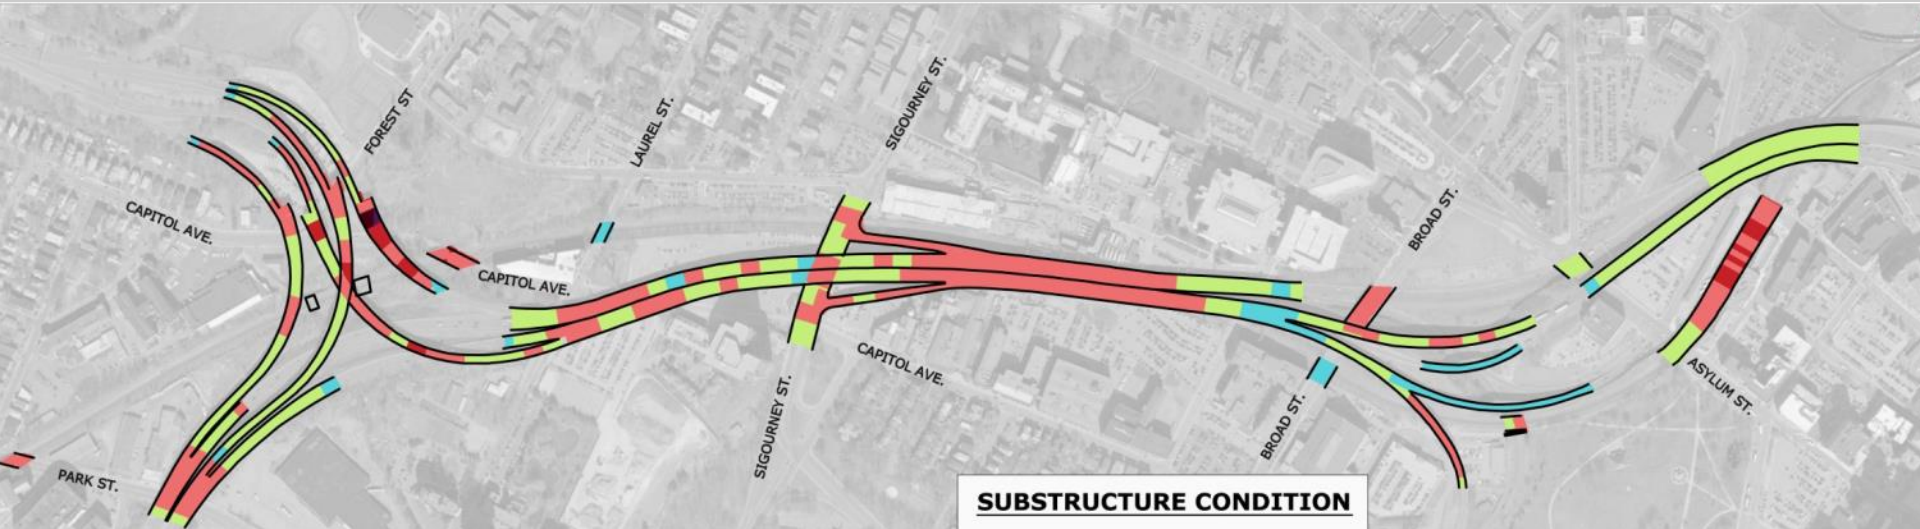 FOREST ST
LAUREL ST.
SIGOURNEY ST.
CAPITOL AVE.
CAPITOL AVE.
BROAD ST.
CAPITOL AVE.
ASYLUM ST.
SIGOURNEY ST.
BROAD ST.
PARK ST.
SUBSTRUCTURE CONDITION